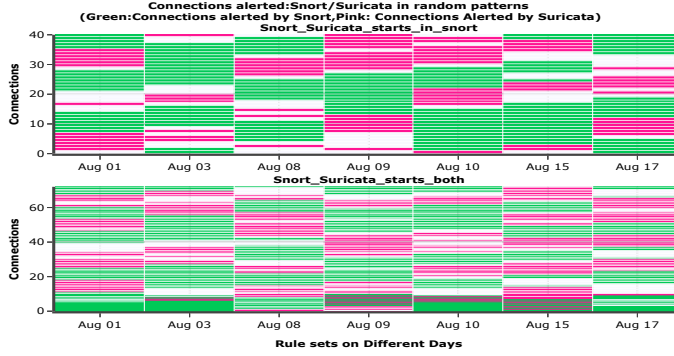 Connections alerted:Snort/Suricata in random patterns
(Green:Connections alerted by Snort,Pink: Connections Alerted by Suricata)
Snort_Suricata_starts_in_snort
40
30
20
10
0
Connections
Aug 01 Aug 03 Aug 08 Aug 09 Aug 10 Aug 15 Aug 17
Snort_Suricata_starts_both
60
40
20
0
Connections
Aug 01 Aug 03 Aug 08 Aug 09 Aug 10 Aug 15 Aug 17
Rule sets on Different Days